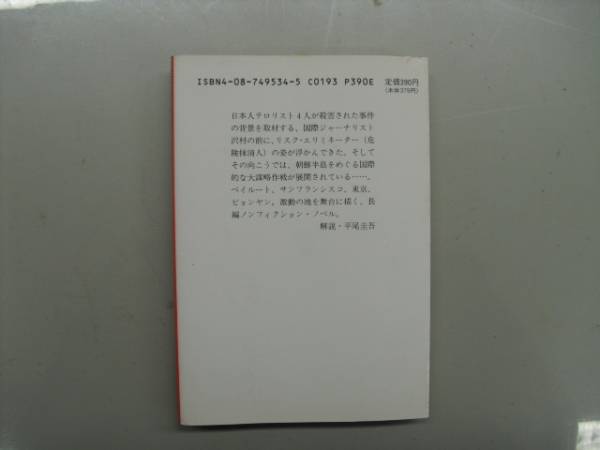 ISBN4-08-749534-5 C0193 P390E 定価390円
(本体379円)
日本人テロリスト4人が殺害された事件
の背景を取材する、国際ジャーナリスト
沢村の前に、リスク・エリミネーター(危
険抹消人)の姿が浮かんできた。そして
その向こうでは、朝鮮半島をめぐる国際
的な大謀略作戦が展開されている……。
ベイルート、サンフランシスコ、東京、
ピョンヤン。激動の地を舞台に描く、長
編ノンフィクション・ノベル。
解説・平尾圭吾